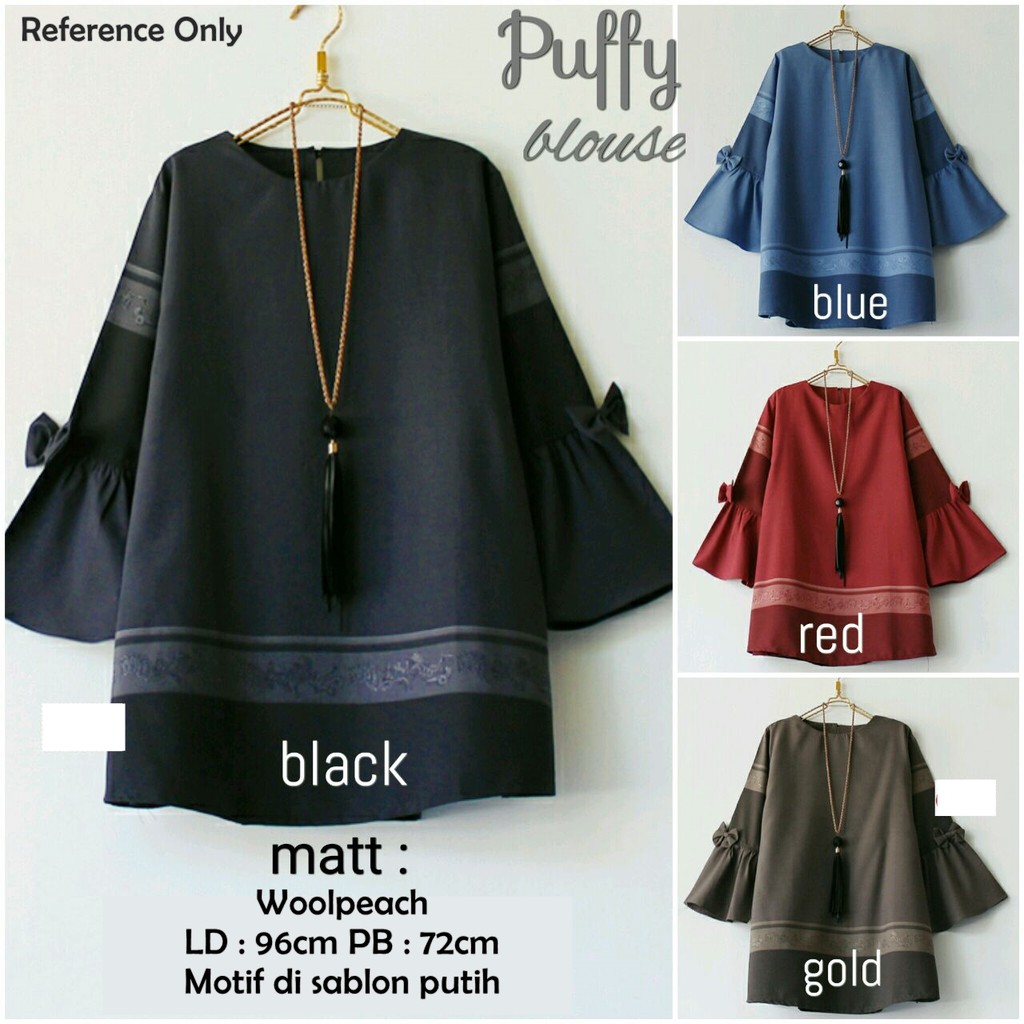 Reference Only
Puffy
blouse
blue
red
black
gold
matt :
Woolpeach
LD : 96cm PB : 72cm
Motif di sablon putih